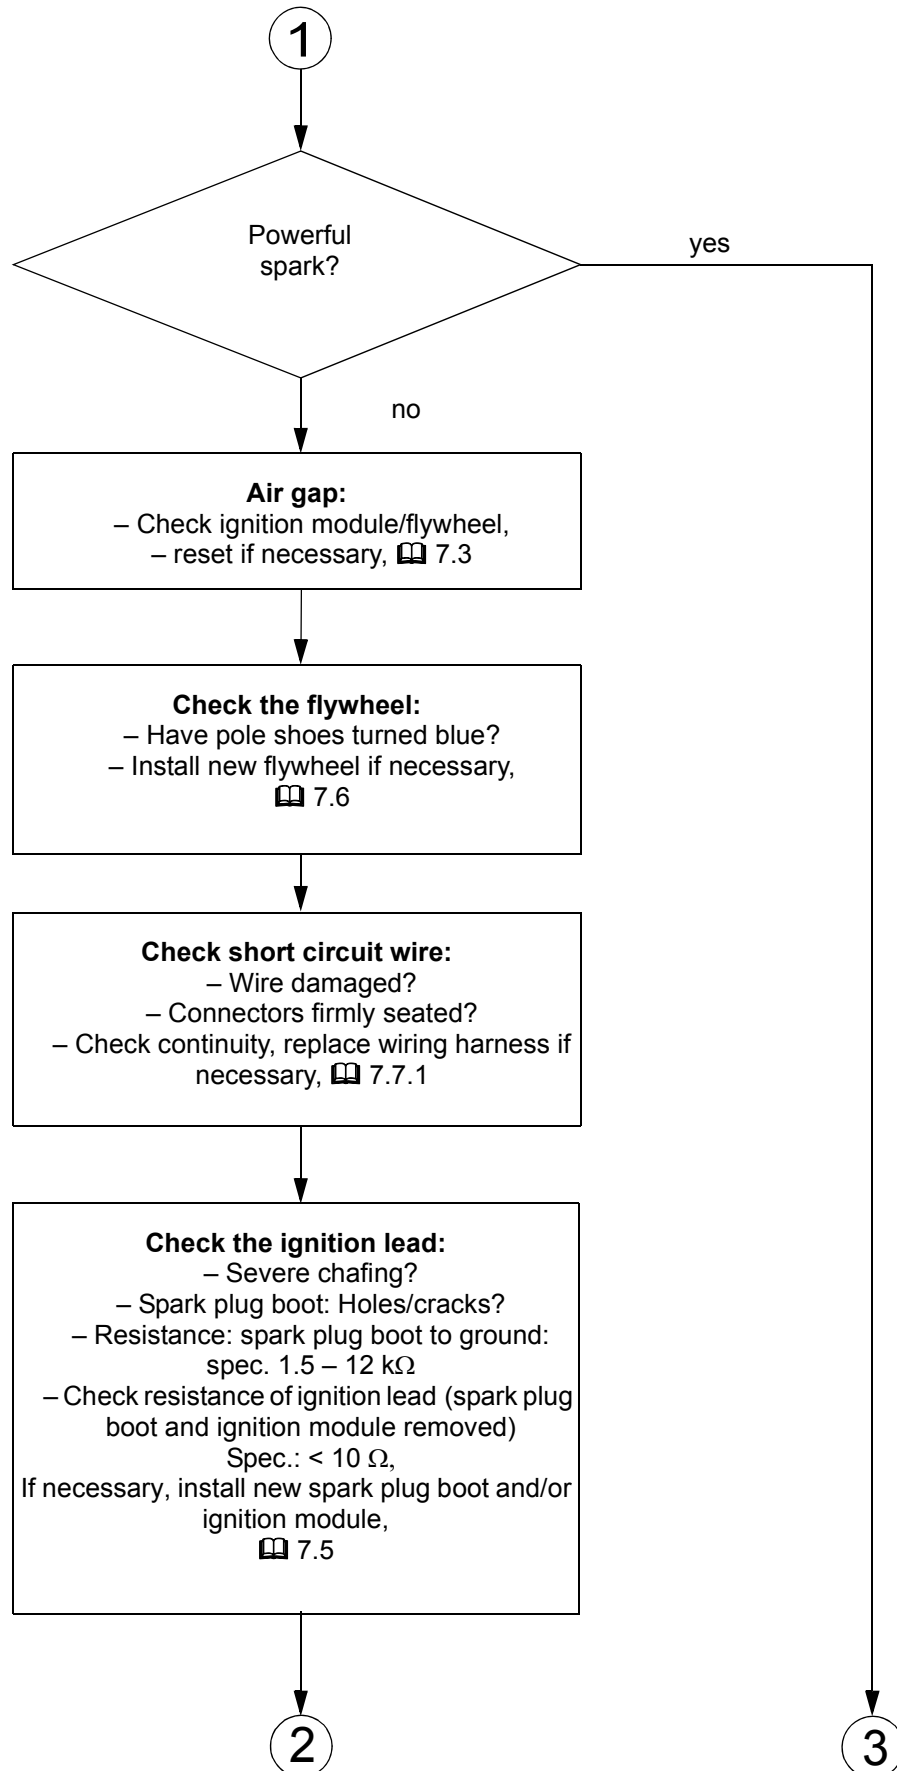 1
Powerful
spark?
yes
no
Air gap:
– Check ignition module/flywheel,
– reset if necessary, 🕮 7.3
Check the flywheel:
– Have pole shoes turned blue?
– Install new flywheel if necessary,
🕮 7.6
Check short circuit wire:
– Wire damaged?
– Connectors firmly seated?
– Check continuity, replace wiring harness if
necessary, 🕮 7.7.1
Check the ignition lead:
– Severe chafing?
– Spark plug boot: Holes/cracks?
– Resistance: spark plug boot to ground:
spec. 1.5 – 12 kΩ
– Check resistance of ignition lead (spark plug
boot and ignition module removed)
Spec.: < 10 Ω,
If necessary, install new spark plug boot and/or
ignition module,
🕮 7.5
2
3